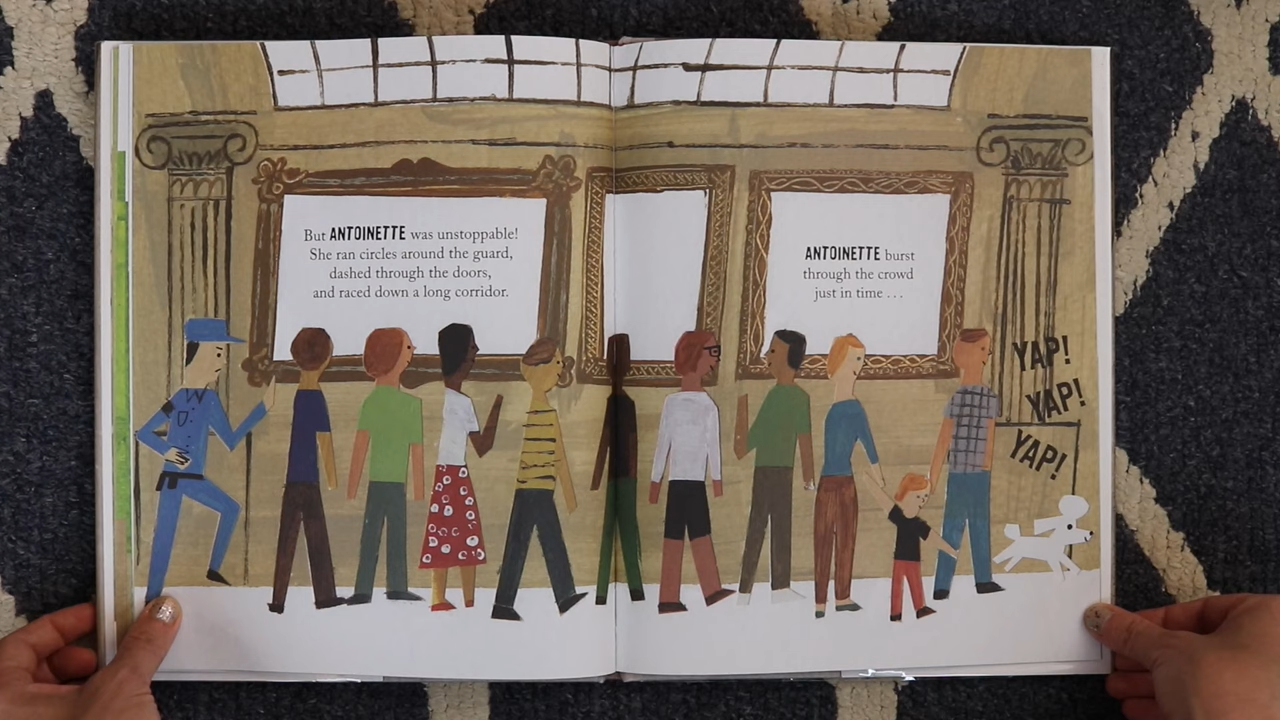 But ANTOINETTE was unstoppable!
She ran circles around the guard,
dashed through the doors,
and raced down a long corridor.
ANTOINETTE burst
through the crowd
just in time . . .
YAP!
YAP!
YAP!